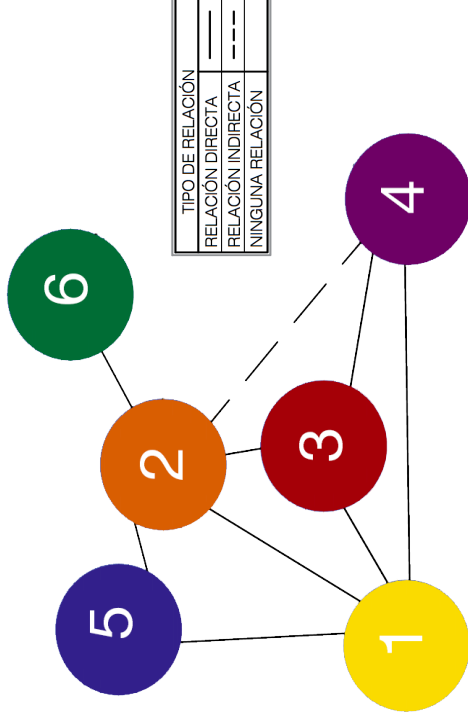 TIPO DE RELACIÓN
RELACIÓN DIRECTA
RELACIÓN INDIRECTA
NINGUNA RELACIÓN
5
2
6
1
3
4